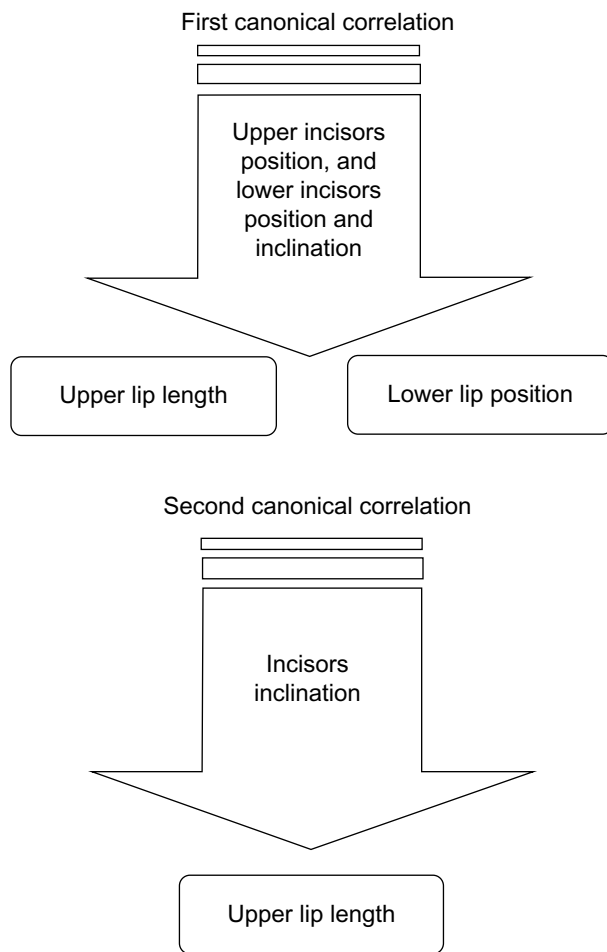 First canonical correlation
Upper incisors
position, and
lower incisors
position and
inclination
Upper lip length
Lower lip position
Second canonical correlation
Incisors
inclination
Upper lip length